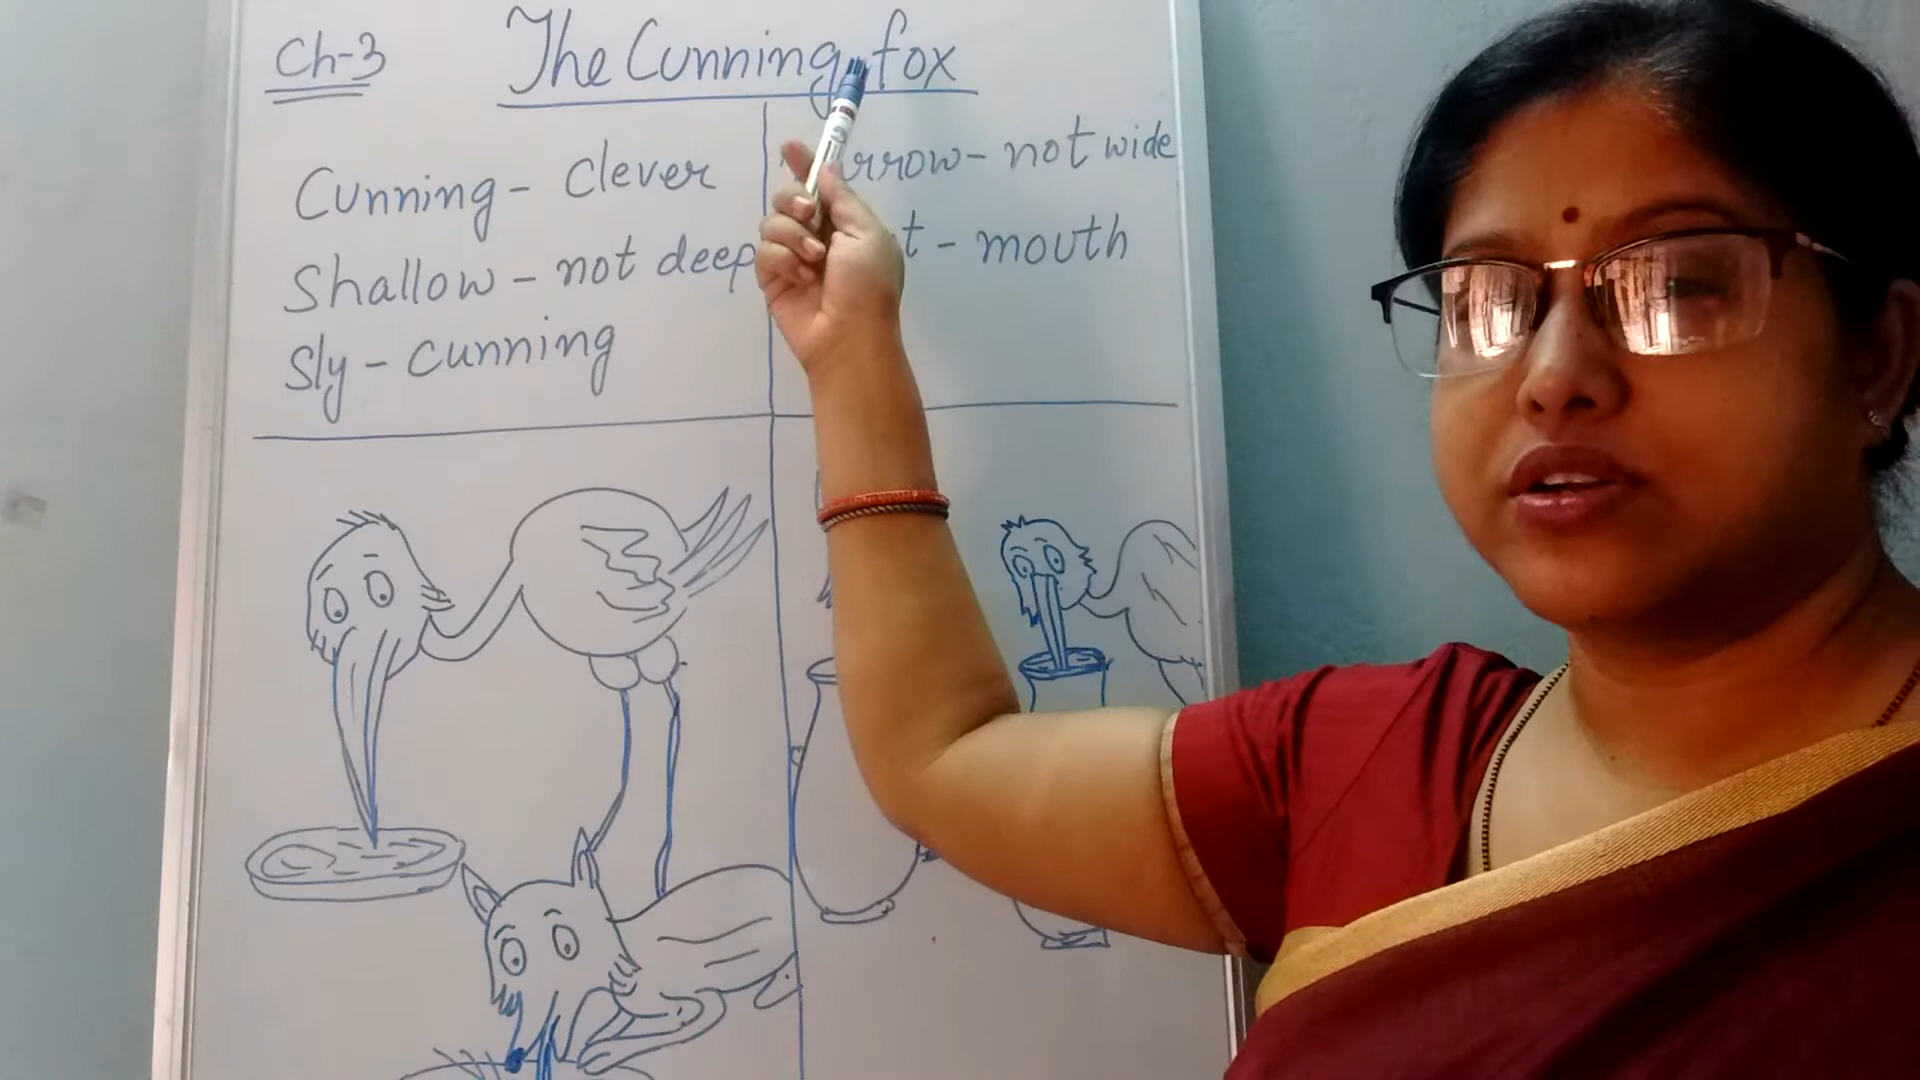 Ch-3
The Cunning fox
Cunning - clever
Shallow - not deep
Sly - cunning
rrow - not wide
t - mouth